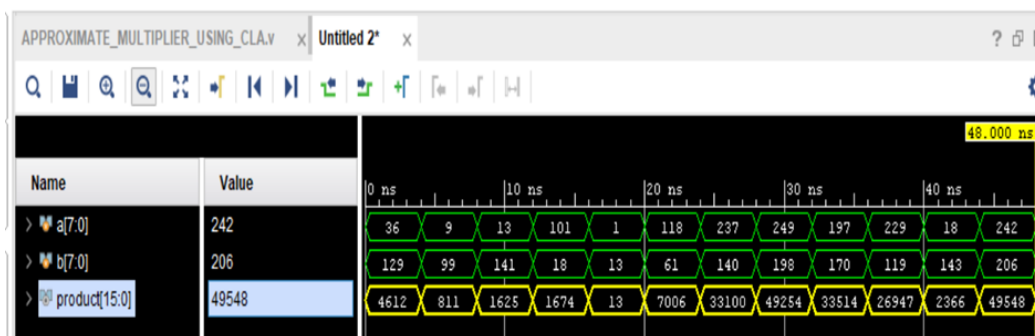 APPROXIMATE_MULTIPLIER_USING_CLA.v × Untitled 2* × ?
48.000 ns
Name Value 0 ns 10 ns 20 ns 30 ns 40 ns
a[7:0] 242 36 9 13 101 1 118 237 249 197 229 18 242
b[7:0] 206 129 99 141 18 13 61 140 198 170 119 143 206
product[15:0] 49548 4612 811 1625 1674 13 7006 33100 49254 33514 26947 2366 49548